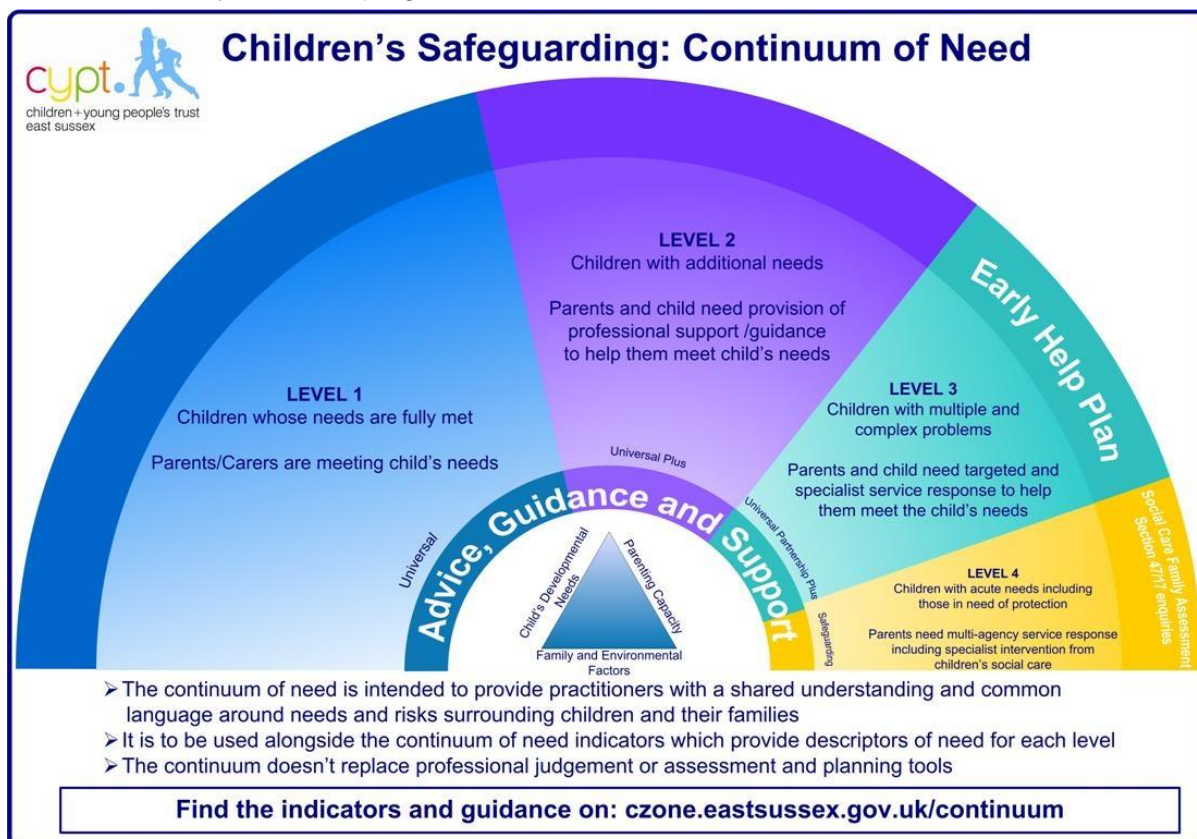 Children's Safeguarding: Continuum of Need
cypt.
children+young people's trust
east sussex
LEVEL 1
Children whose needs are fully met
Parents/Carers are meeting child's needs
LEVEL 2
Children with additional needs
Parents and child need provision of
professional support /guidance
to help them meet child's needs
Early Help Plan
LEVEL 3
Children with multiple and
complex problems
Parents and child need targeted and
specialist service response to help
them meet the child's needs
Social Care Family Assessment
Section 47/17 enquiries
LEVEL 4
Children with acute needs including
those in need of protection
Parents need multi-agency service response
including specialist intervention from
children's social care
Universal
Universal Plus
Universal Partnership Plus
Safeguarding
Advice, Guidance and Support
Child's Developmental
Needs
Parenting Capacity
Family and Environmental
Factors
➢ The continuum of need is intended to provide practitioners with a shared understanding and common
language around needs and risks surrounding children and their families
➢ It is to be used alongside the continuum of need indicators which provide descriptors of need for each level
➢ The continuum doesn't replace professional judgement or assessment and planning tools
Find the indicators and guidance on: czone.eastsussex.gov.uk/continuum